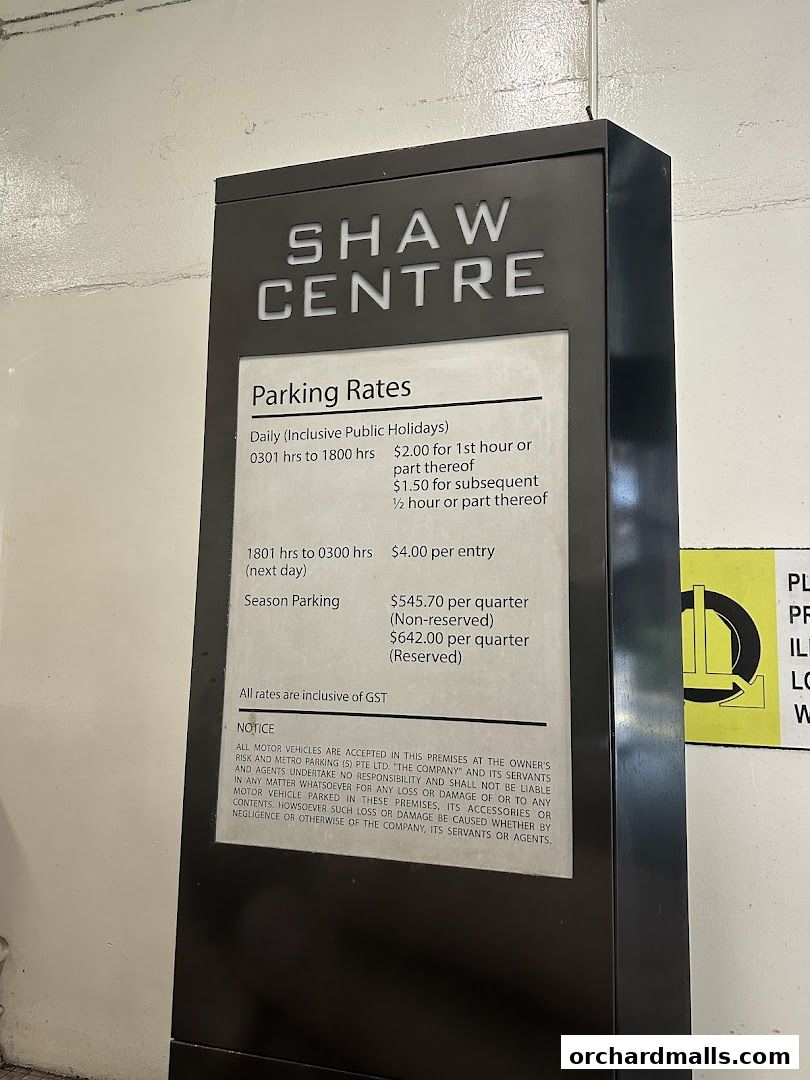 SHAW
CENTRE
Parking Rates
Daily (Inclusive Public Holidays)
0301 hrs to 1800 hrs $2.00 for 1st hour or
part thereof
$1.50 for subsequent
½ hour or part thereof
1801 hrs to 0300 hrs $4.00 per entry
(next day)
Season Parking $545.70 per quarter
(Non-reserved)
$642.00 per quarter
(Reserved)
All rates are inclusive of GST
NOTICE
ALL MOTOR VEHICLES ARE ACCEPTED IN THIS PREMISES AT THE OWNER'S
RISK AND METRO PARKING (S) PTE LTD. "THE COMPANY" AND ITS SERVANTS
AND AGENTS UNDERTAKE NO RESPONSIBILITY AND SHALL NOT BE LIABLE
IN ANY MATTER WHATSOEVER FOR ANY LOSS OR DAMAGE OF OR TO ANY
MOTOR VEHICLE PARKED IN THESE PREMISES, ITS ACCESSORIES OR
CONTENTS. HOWSOEVER SUCH LOSS OR DAMAGE BE CAUSED WHETHER BY
NEGLIGENCE OR OTHERWISE OF THE COMPANY, ITS SERVANTS OR AGENTS.
orchardmalls.com